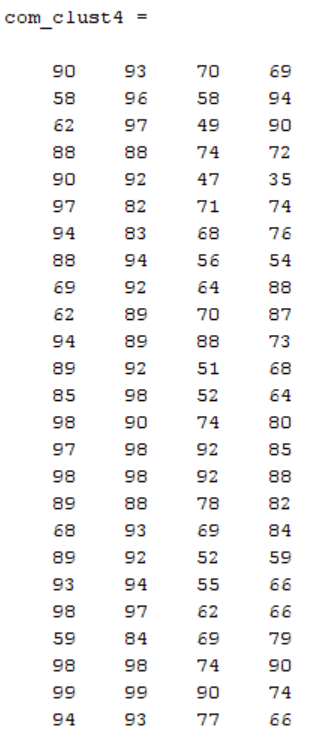 com_clust4 =
90 93 70 69
58 96 58 94
62 97 49 90
88 88 74 72
90 92 47 35
97 82 71 74
94 83 68 76
88 94 56 54
69 92 64 88
62 89 70 87
94 89 88 73
89 92 51 68
85 98 52 64
98 90 74 80
97 98 92 85
98 98 92 88
89 88 78 82
68 93 69 84
89 92 52 59
93 94 55 66
98 97 62 66
59 84 69 79
98 98 74 90
99 99 90 74
94 93 77 66